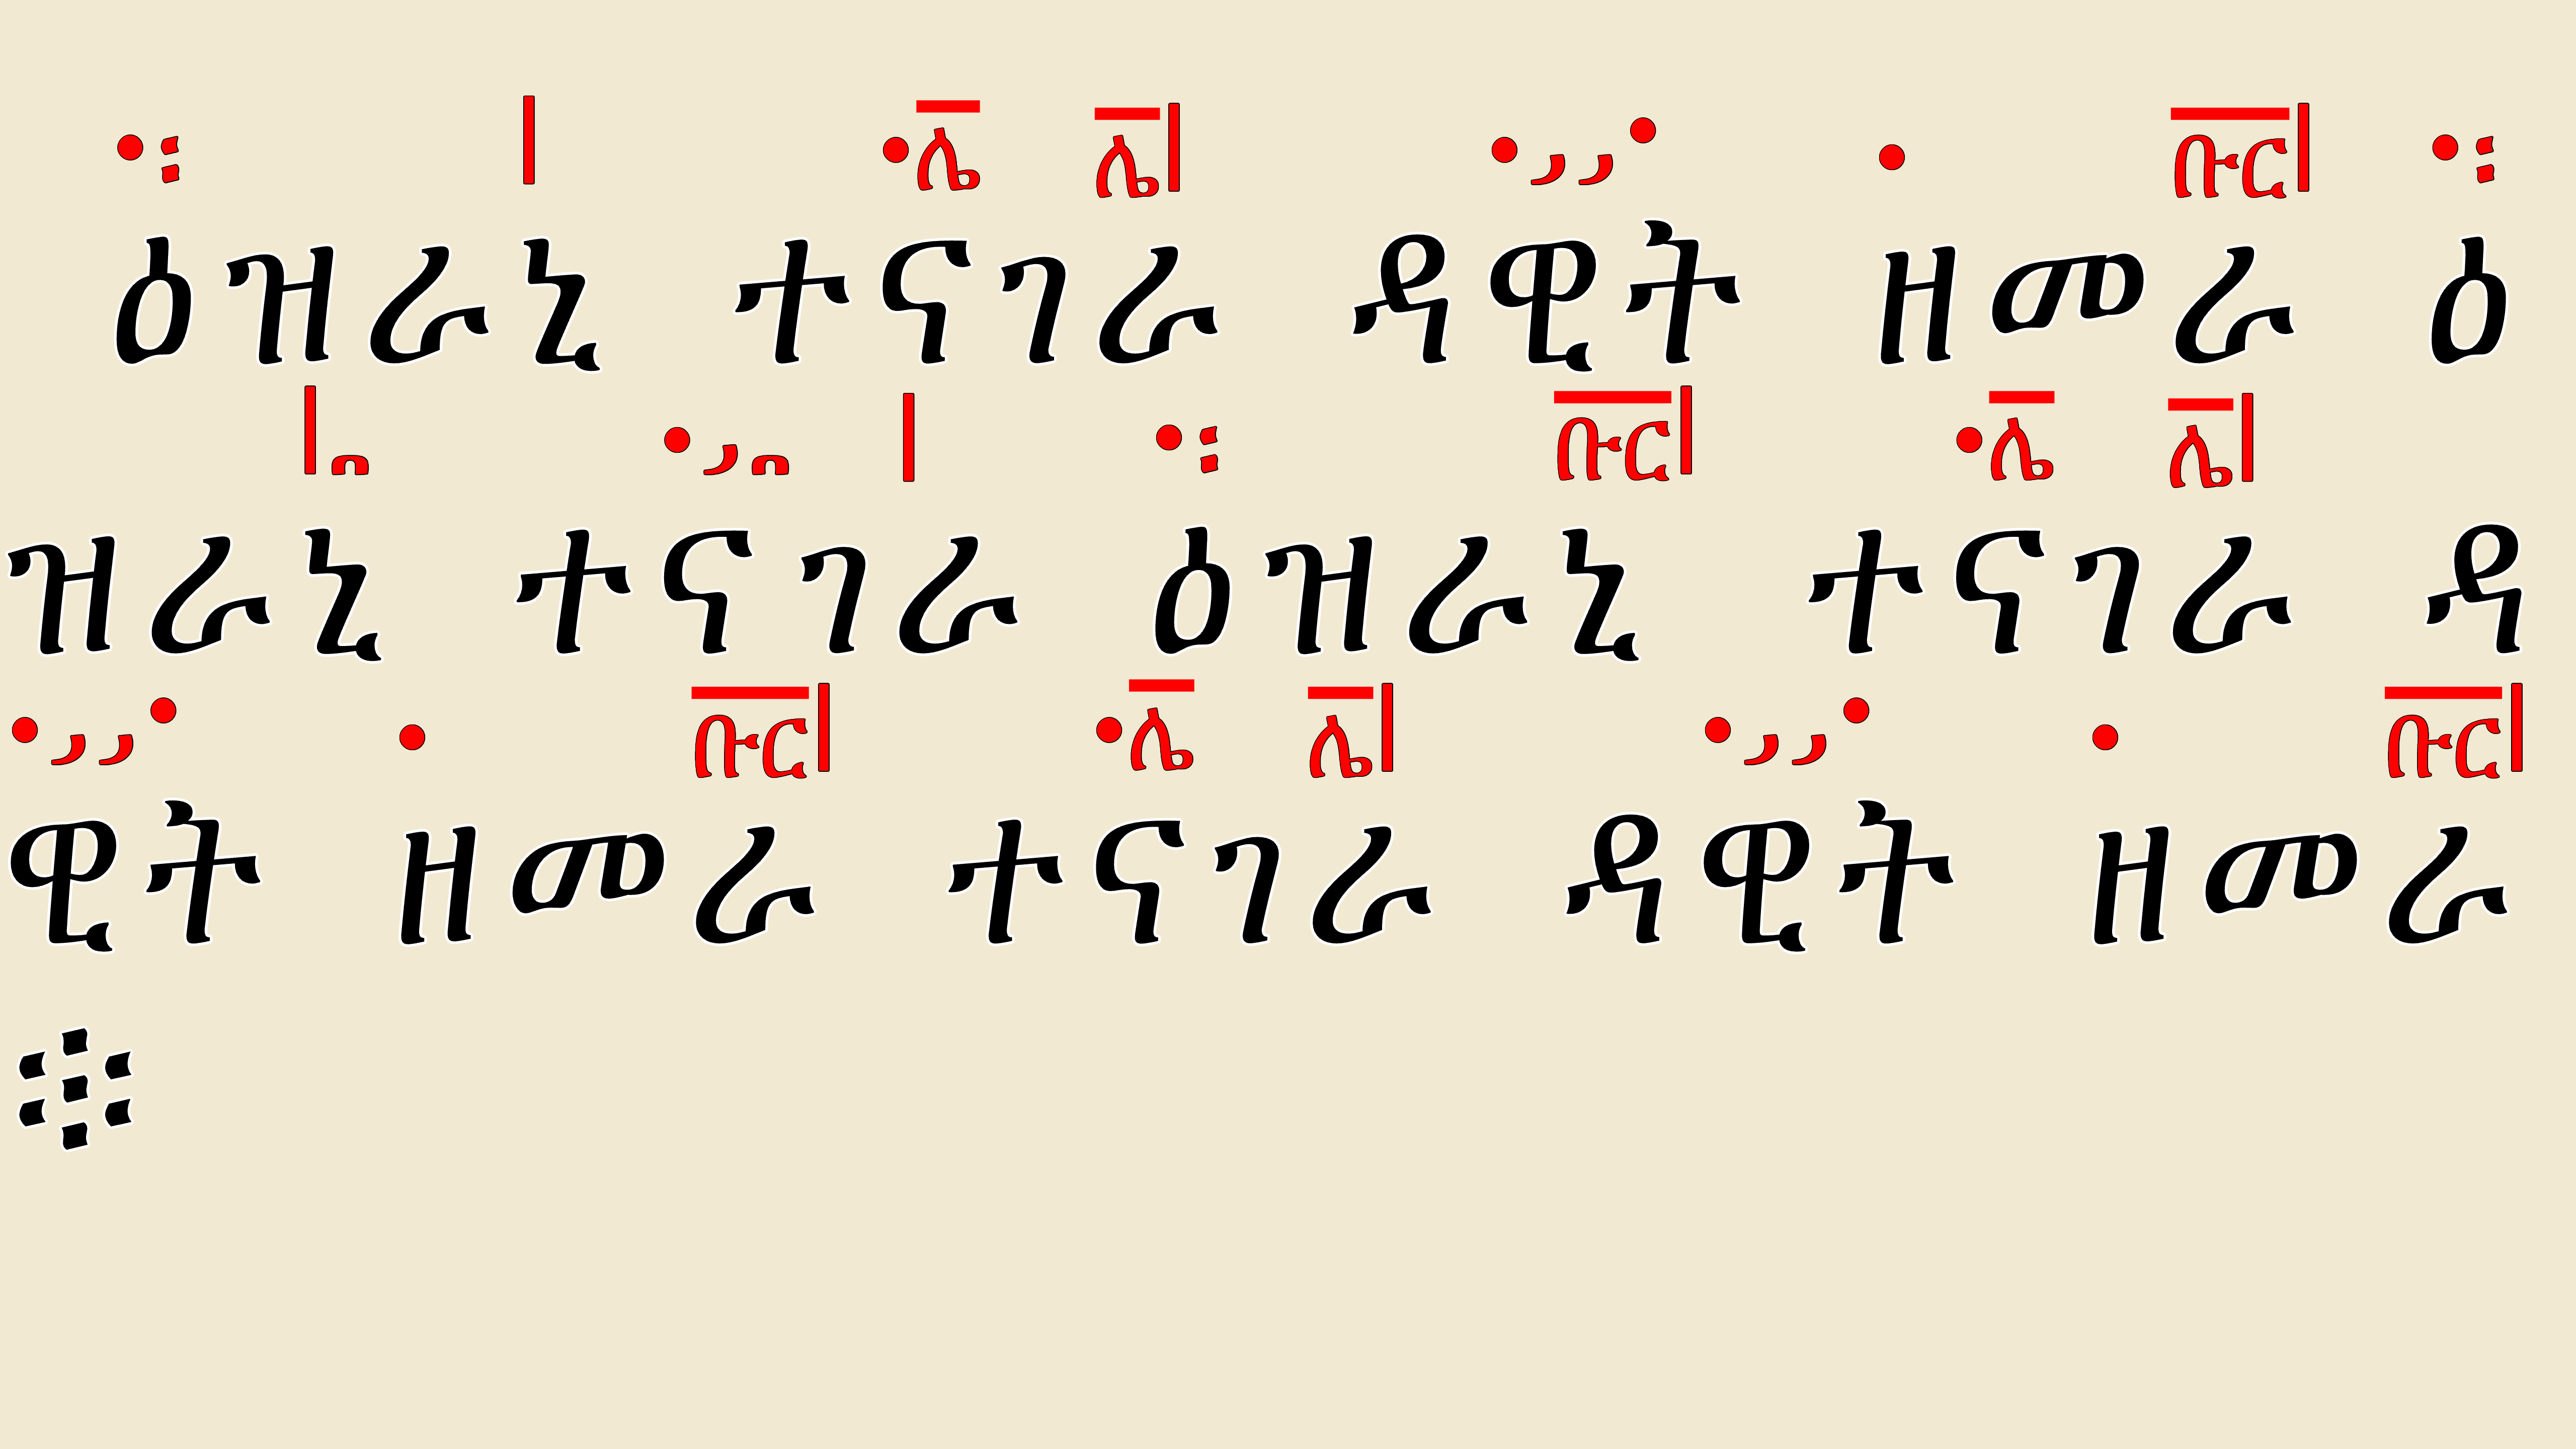 ዕዝራኒ ተናገራ ዳዊት ዘመራ ዕ
ዝራኒ ተናገራ ዕዝራኒ ተናገራ ዳ
ዊት ዘመራ ተናገራ ዳዊት ዘመራ
፨